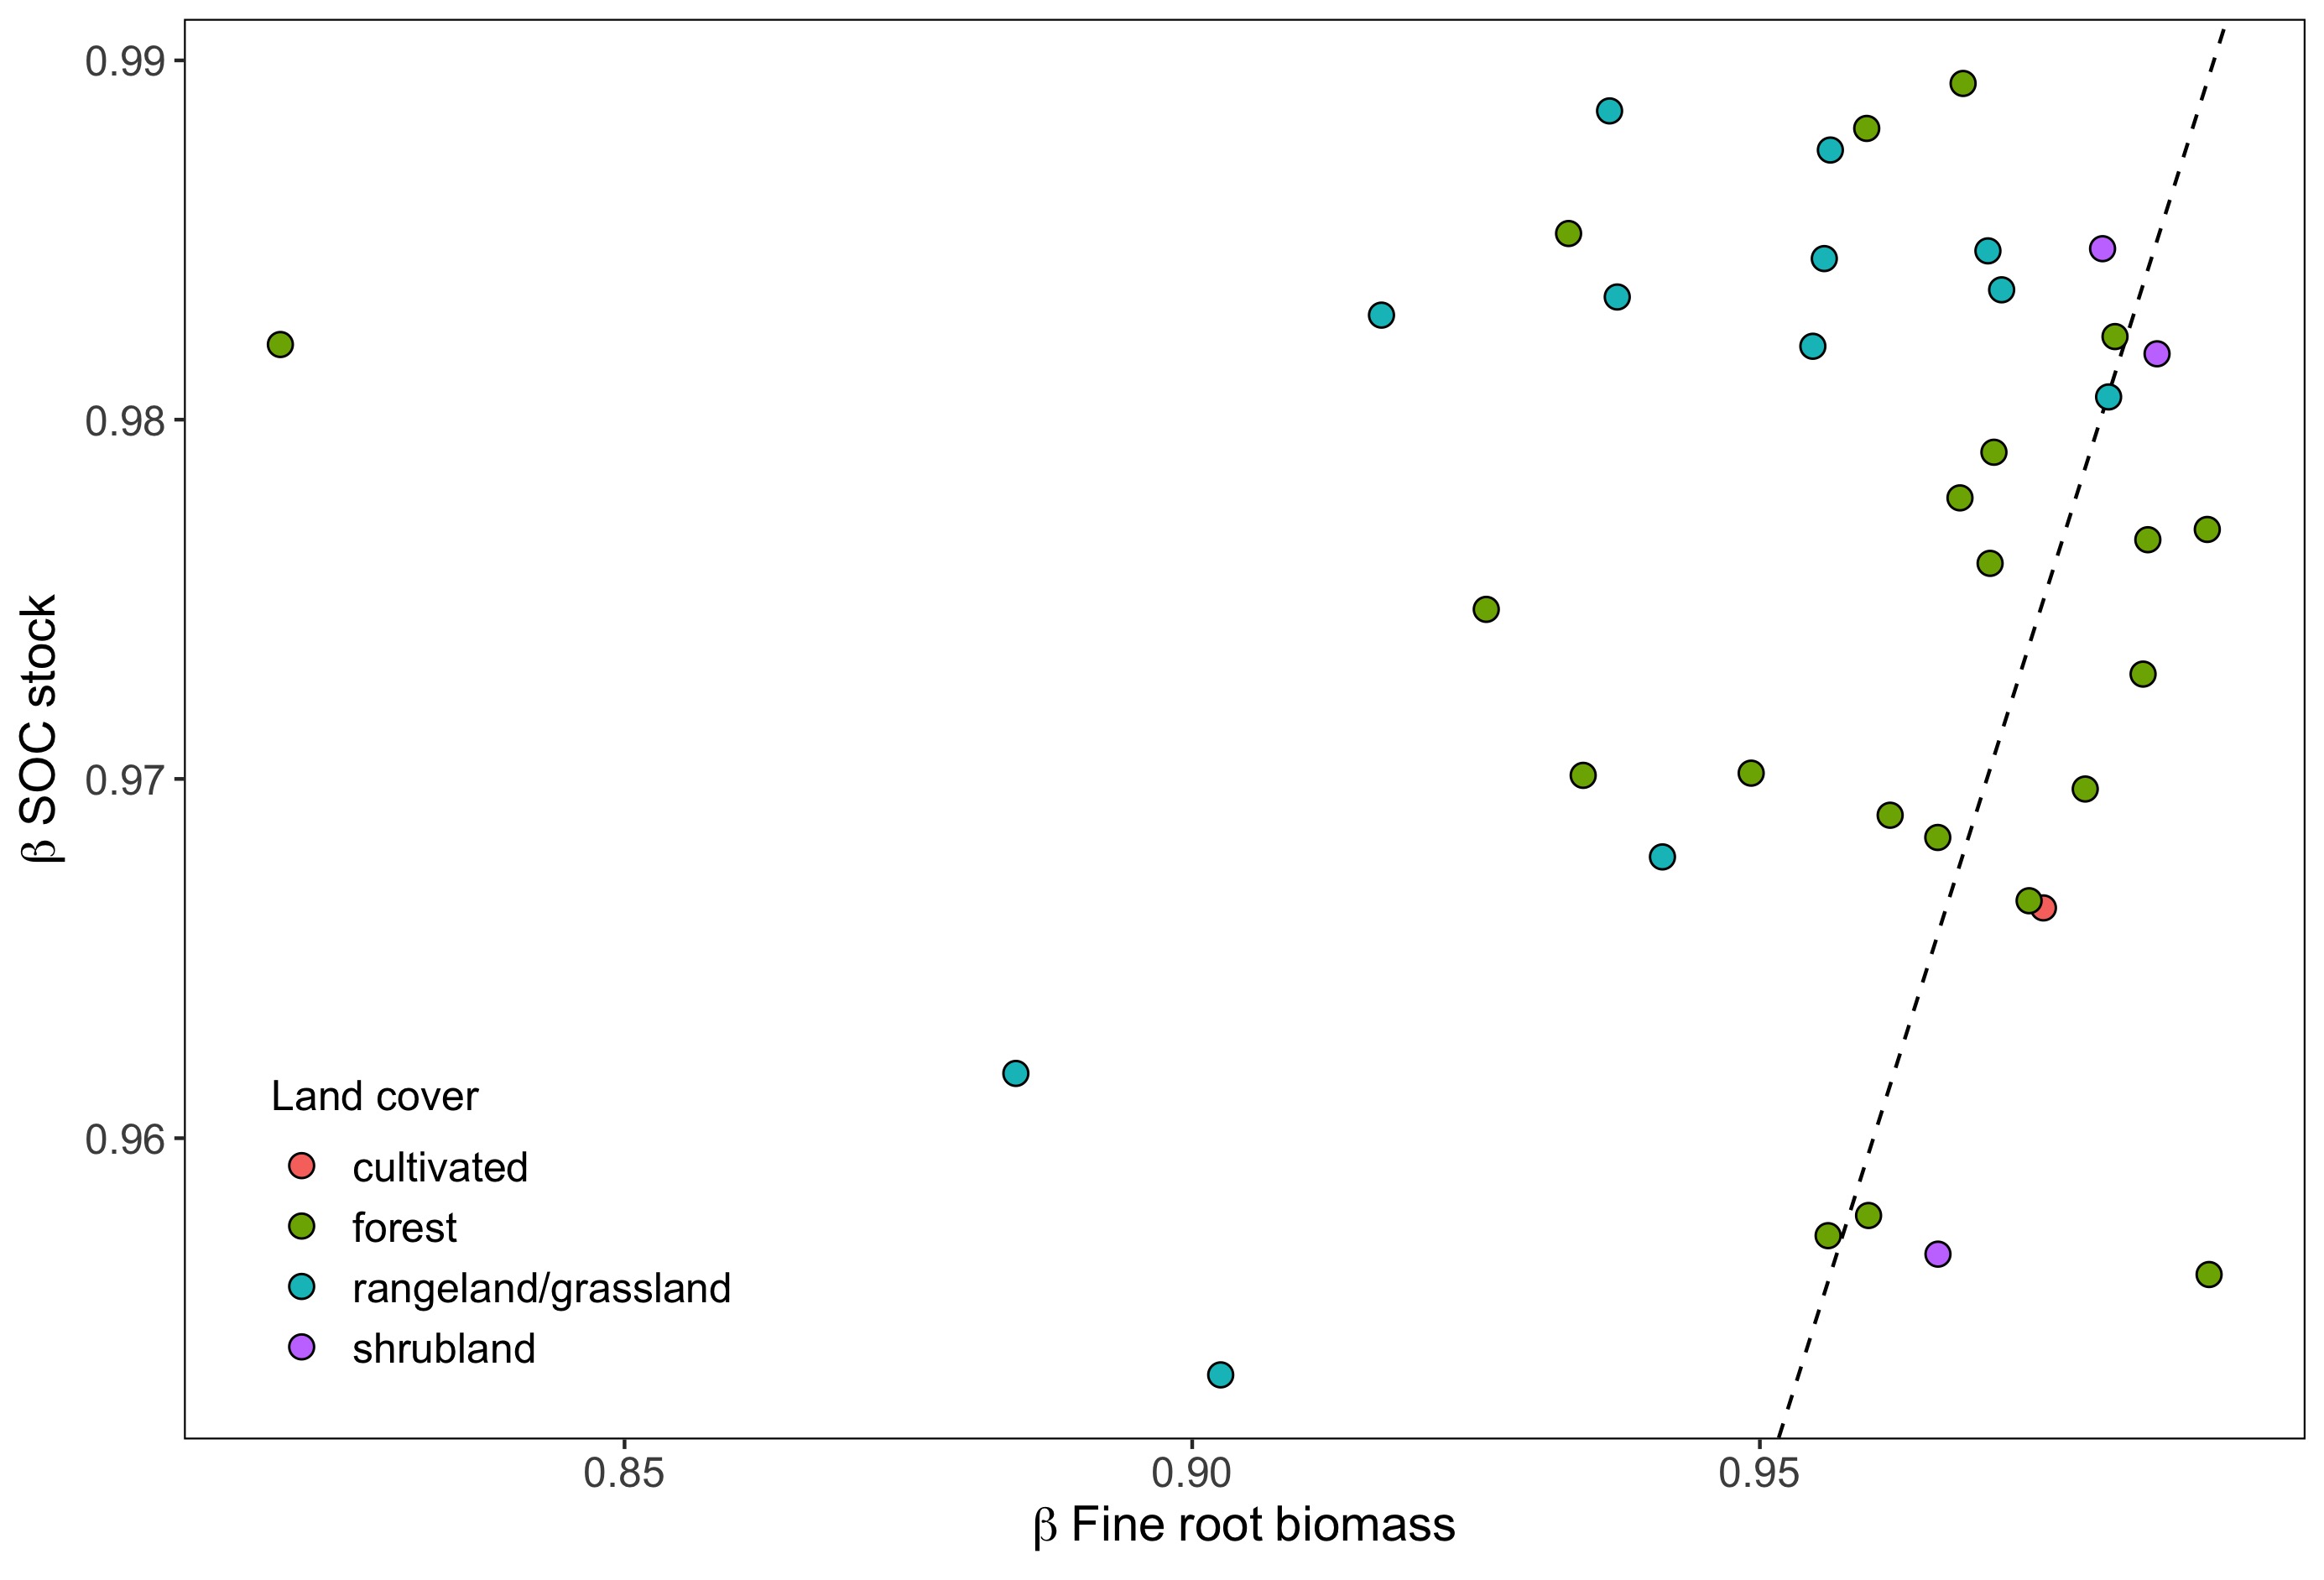 0.99
0.98
0.97
0.96
β SOC stock
Land cover
cultivated
forest
rangeland/grassland
shrubland
0.85 0.90 0.95
β Fine root biomass